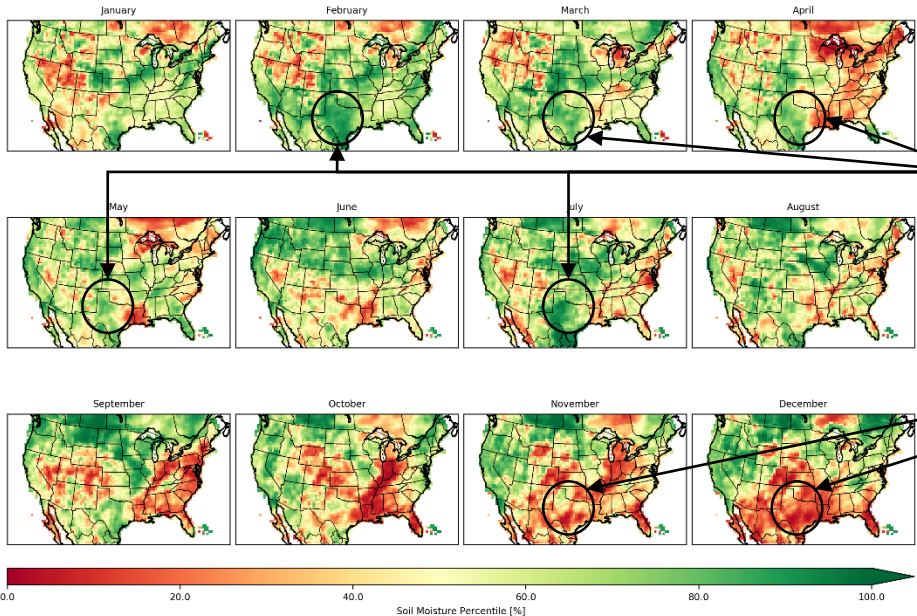 January
February
March
April
May
June
July
August
September
October
November
December
0.0
20.0
40.0
60.0
80.0
100.0
Soil Moisture Percentile [%]